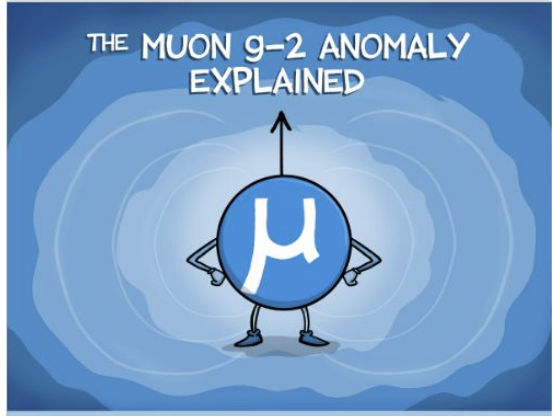 THE MUON g-2 ANOMALY
EXPLAINED
μ